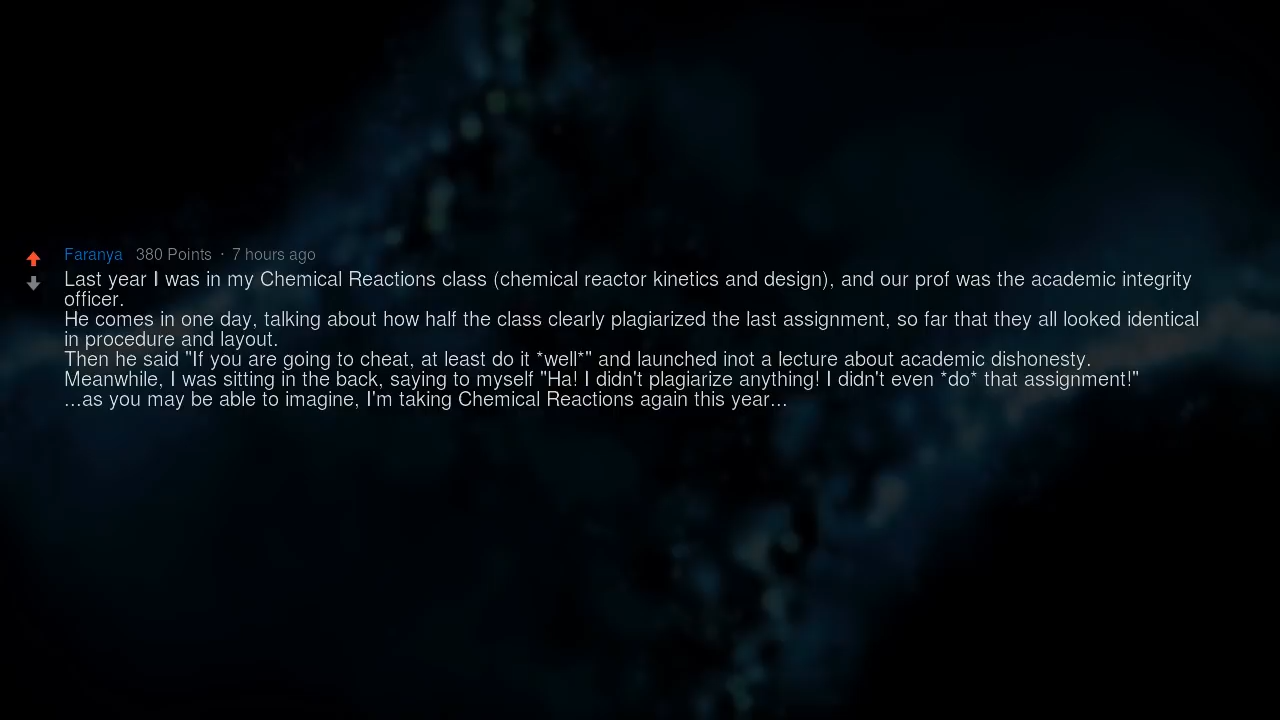 Faranya 380 Points · 7 hours ago
Last year I was in my Chemical Reactions class (chemical reactor kinetics and design), and our prof was the academic integrity
officer.
He comes in one day, talking about how half the class clearly plagiarized the last assignment, so far that they all looked identical
in procedure and layout.
Then he said "If you are going to cheat, at least do it *well*" and launched inot a lecture about academic dishonesty.
Meanwhile, I was sitting in the back, saying to myself "Ha! I didn't plagiarize anything! I didn't even *do* that assignment!"
...as you may be able to imagine, I'm taking Chemical Reactions again this year...